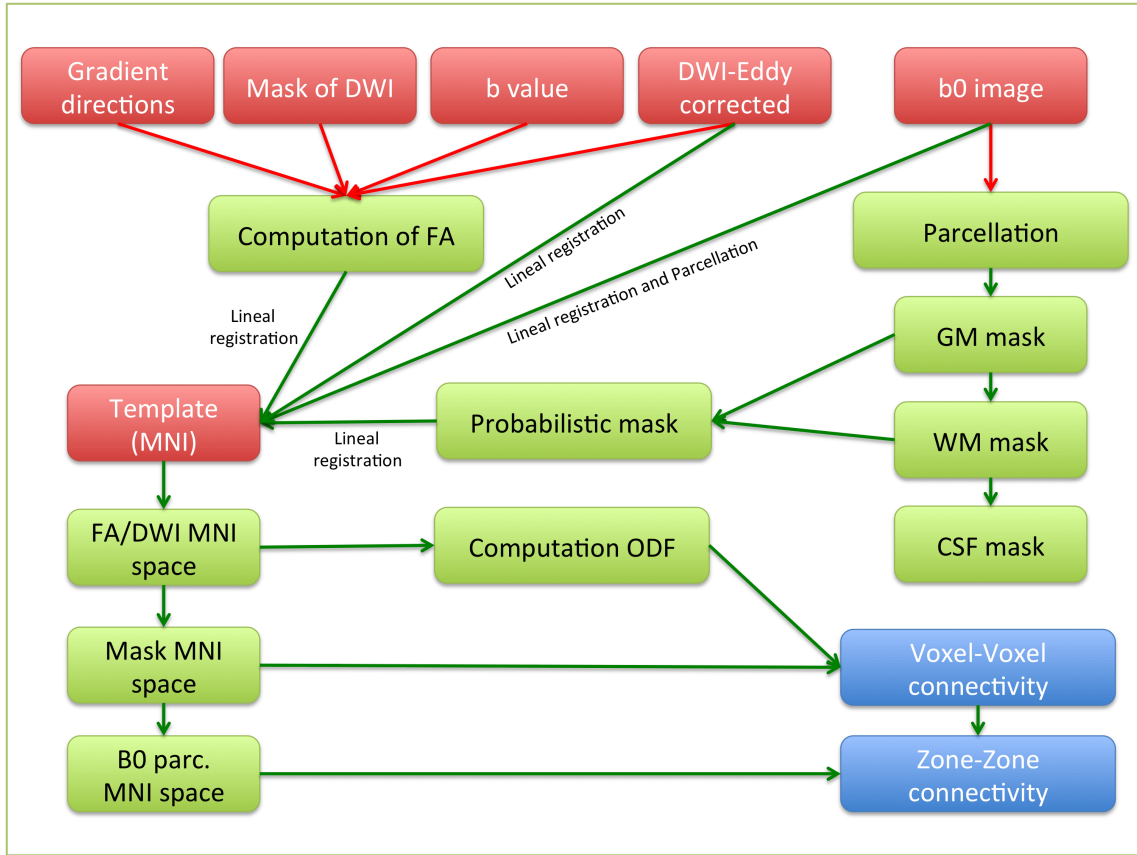 Gradient
directions
Mask of DWI
b value
DWI-Eddy
corrected
b0 image
Computation of FA
Parcellation
Lineal registration
Lineal registration and Parcellation
Lineal
registration
GM mask
Template
(MNI)
Probabilistic mask
Lineal
registration
WM mask
FA/DWI MNI
space
Computation ODF
CSF mask
Mask MNI
space
Voxel-Voxel
connectivity
B0 parc.
MNI space
Zone-Zone
connectivity